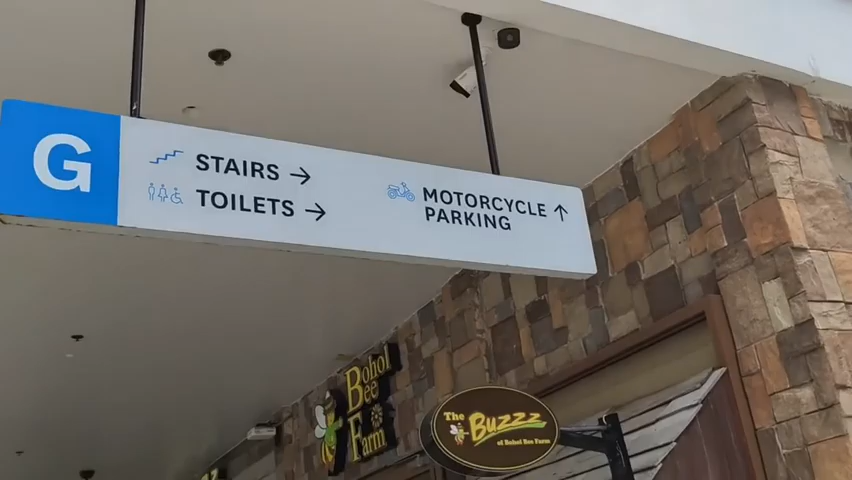 G
STAIRS →
TOILETS →
MOTORCYCLE ↑
PARKING
Bohol
Bee
Farm
The Buzzz
of Bohol Bee Farm